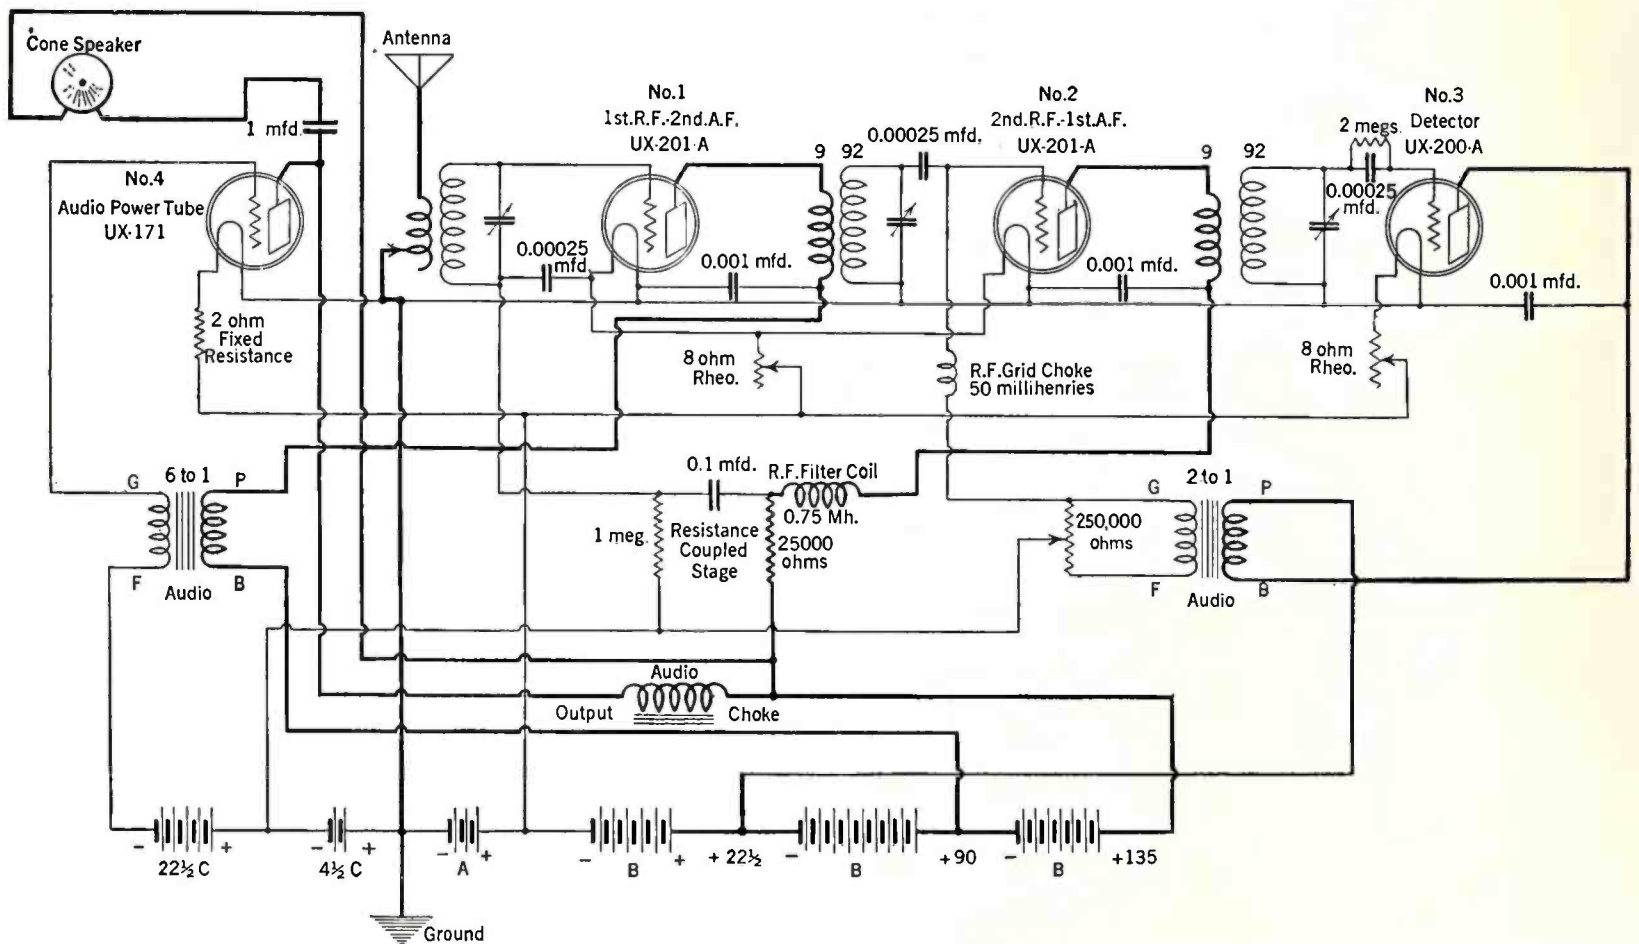 Cone Speaker
1 mfd.
No.4
Audio Power Tube
UX-171
2 ohm
Fixed
Resistance
Antenna
No.1
1st.R.F.-2nd.A.F.
UX-201-A
0.00025
mfd.
0.001 mfd.
9 92
0.00025 mfd.
No.2
2nd.R.F.-1st.A.F.
UX-201-A
0.001 mfd.
9 92
2 megs.
0.00025
mfd.
No.3
Detector
UX-200-A
0.001 mfd.
8 ohm
Rheo.
R.F.Grid Choke
50 millihenries
8 ohm
Rheo.
G 6 to 1 P
F B
Audio
1 meg.
0.1 mfd.
Resistance
Coupled
Stage
R.F.Filter Coil
0.75 Mh.
25000
ohms
250,000
ohms
G 2 to 1 P
F B
Audio
Audio
Output Choke
- +
22½ C
- +
4½ C
- +
A
- +
B
+ 22½
-
B
+90
-
B
+135
Ground